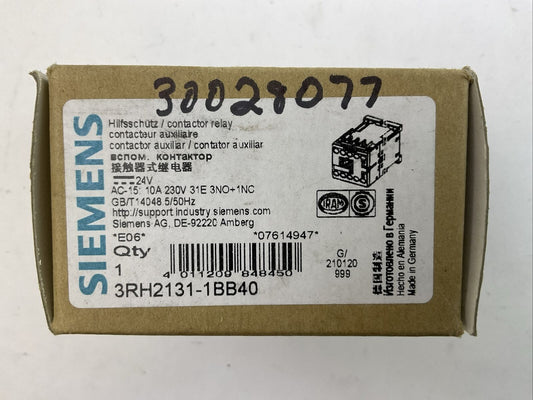 30028077
SIEMENS
Hilfsschütz / contactor relay
contacteur auxiliaire
contactor auxiliar / contator auxiliar
вспом. контактор
接触器式继电器
24V
AC-15: 10A 230V 31E 3NO+1NC
GB/T14048.5/50Hz
http://support.industry.siemens.com
Siemens AG, DE-92220 Amberg
*E06* *07614947*
Qty
1
4 011209 848450
3RH2131-1BB40
IRAM
S
G/
210120
999
德国制造
Изготовлено в Германии
Hecho en Alemania
Made in Germany